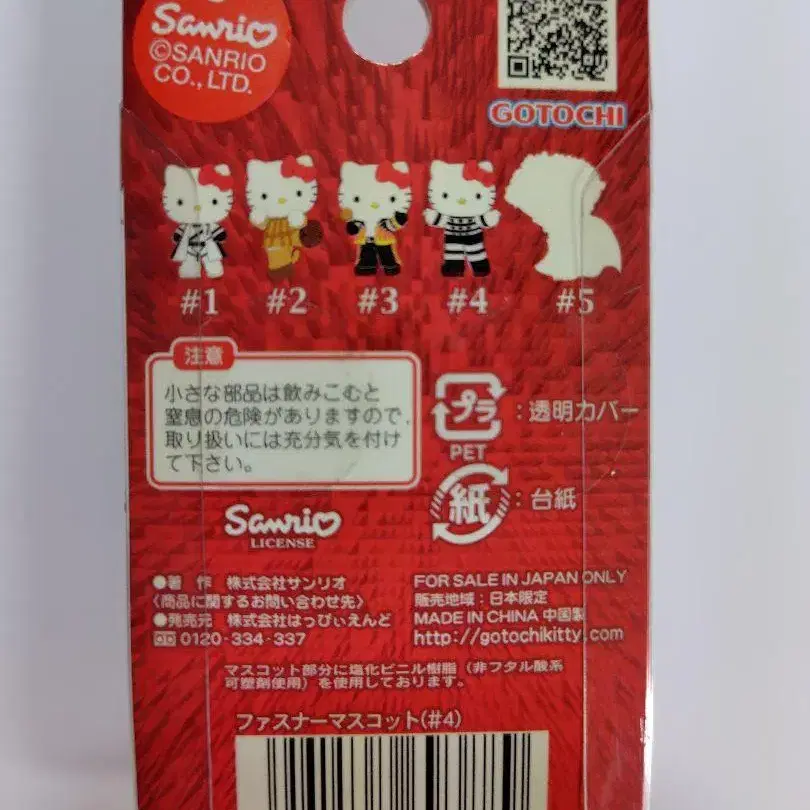 Sanrio
©SANRIO
CO., LTD.
GOTOCHI
#1 #2 #3 #4 #5
注意
小さな部品は飲みこむと
窒息の危険がありますので、
取り扱いには充分気を付け
て下さい。
プラ : 透明カバー
PET
紙 : 台紙
Sanrio
LICENSE
●著 作 株式会社サンリオ
〈商品に関するお問い合わせ先〉
●発売元 株式会社はっぴぃえんど
0120-334-337
FOR SALE IN JAPAN ONLY
販売地域：日本限定
MADE IN CHINA 中国製
http://gotochikitty.com
マスコット部分に塩化ビニル樹脂（非フタル酸系
可塑剤使用）を使用しております。
ファスナーマスコット(#4)